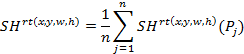 SH^{rt(x,y,w,h)} = \frac{1}{n} \sum_{j=1}^{n} SH^{rt(x,y,w,h)}(P_j)